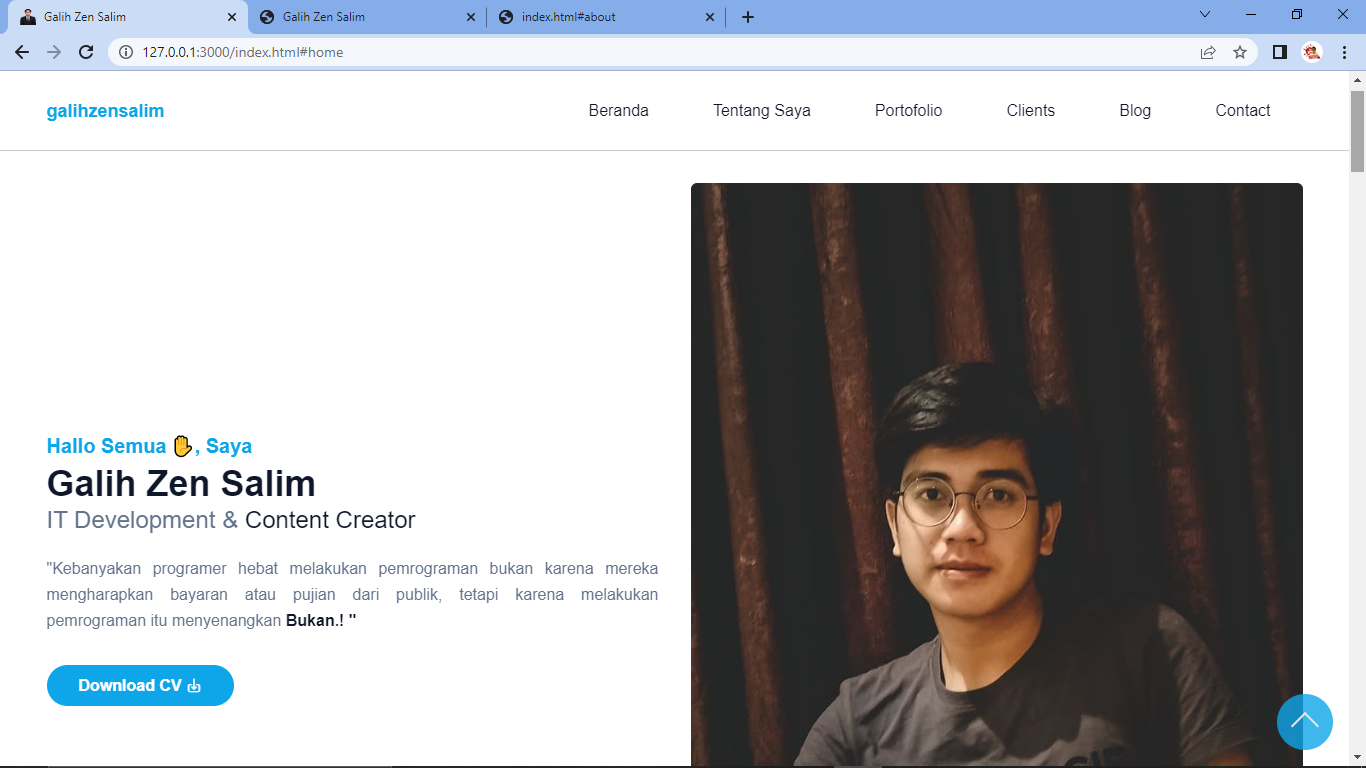 Galih Zen Salim
Galih Zen Salim
index.html#about
127.0.0.1:3000/index.html#home
galihzensalim
Beranda
Tentang Saya
Portofolio
Clients
Blog
Contact
Hallo Semua ✋, Saya
Galih Zen Salim
IT Development & Content Creator
"Kebanyakan programer hebat melakukan pemrograman bukan karena mereka
mengharapkan bayaran atau pujian dari publik, tetapi karena melakukan
pemrograman itu menyenangkan Bukan.! "
Download CV